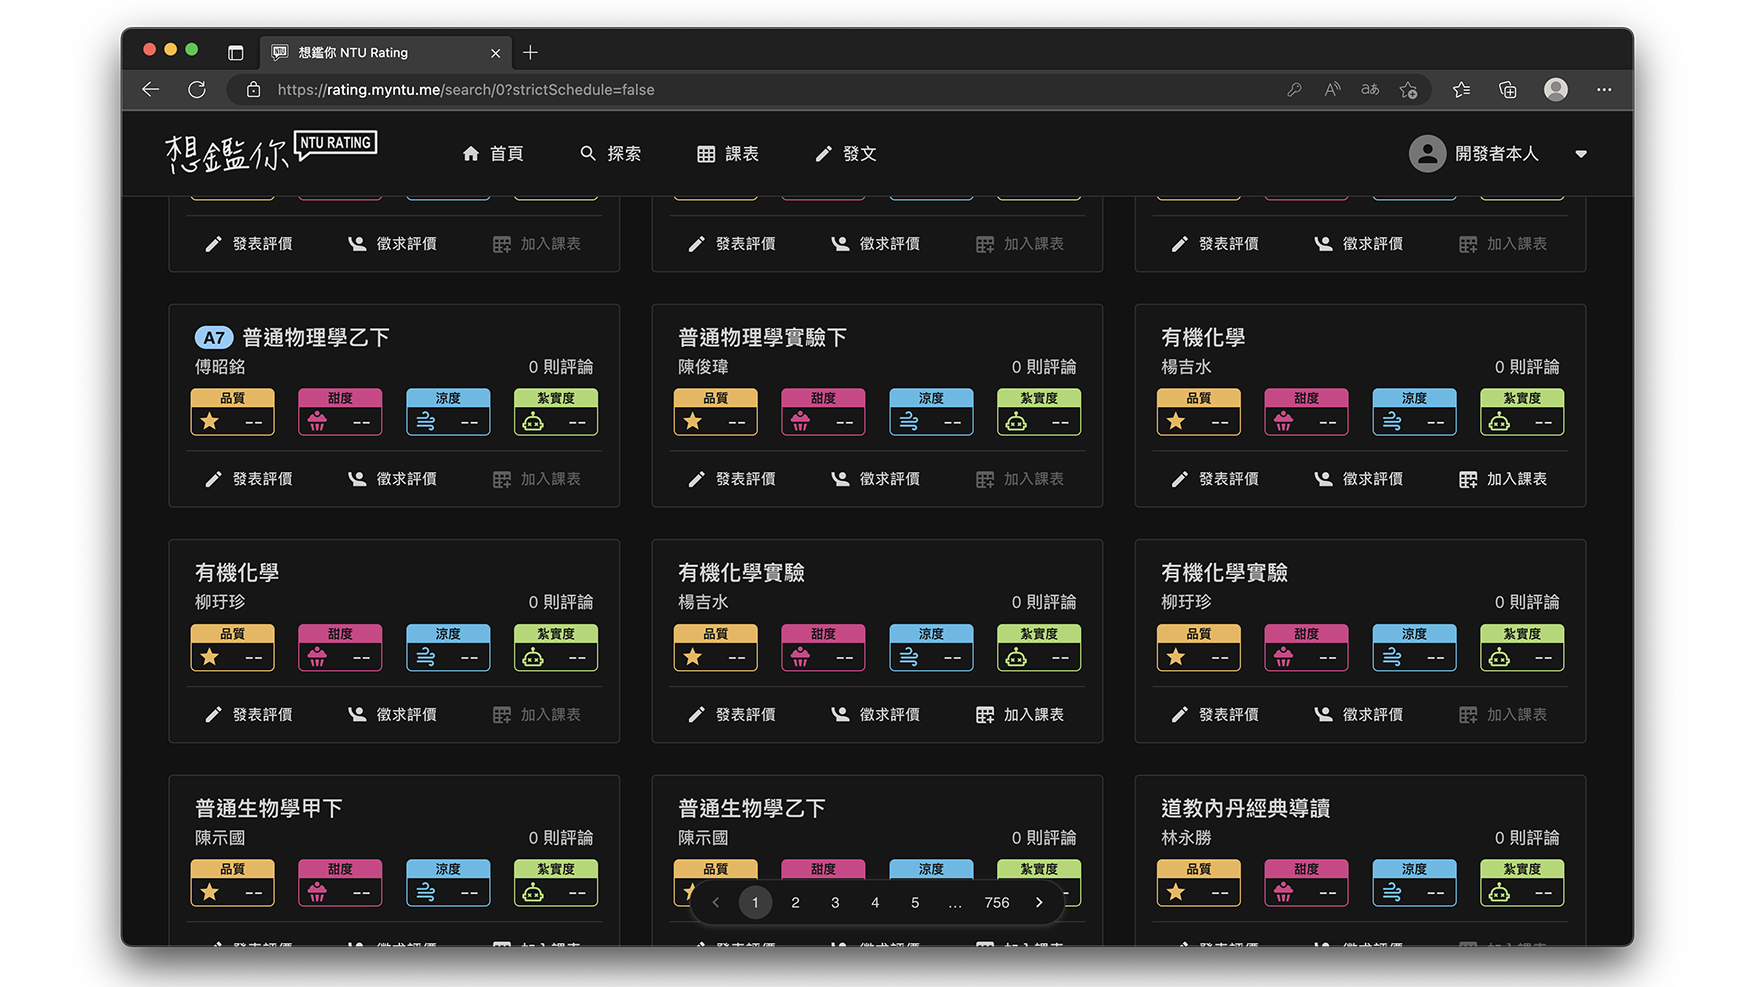 想鑑你 NTU Rating
https://rating.myntu.me/search/0?strictSchedule=false
想鑑你 NTU RATING
首頁 探索 課表 發文 開發者本人
發表評價 徵求評價 加入課表 發表評價 徵求評價 加入課表 發表評價 徵求評價 加入課表
A7 普通物理學乙下 普通物理學實驗下 有機化學
傅昭銘 0 則評論 陳俊瑋 0 則評論 楊吉水 0 則評論
品質 甜度 涼度 紮實度 品質 甜度 涼度 紮實度 品質 甜度 涼度 紮實度
-- -- -- -- -- -- -- -- -- -- -- --
發表評價 徵求評價 加入課表 發表評價 徵求評價 加入課表 發表評價 徵求評價 加入課表
有機化學 有機化學實驗 有機化學實驗
柳玗珍 0 則評論 楊吉水 0 則評論 柳玗珍 0 則評論
品質 甜度 涼度 紮實度 品質 甜度 涼度 紮實度 品質 甜度 涼度 紮實度
-- -- -- -- -- -- -- -- -- -- -- --
發表評價 徵求評價 加入課表 發表評價 徵求評價 加入課表 發表評價 徵求評價 加入課表
普通生物學甲下 普通生物學乙下 道教內丹經典導讀
陳示國 0 則評論 陳示國 0 則評論 林永勝 0 則評論
品質 甜度 涼度 紮實度 品質 甜度 涼度 紮實度 品質 甜度 涼度 紮實度
-- -- -- -- -- -- -- --
1 2 3 4 5 ... 756